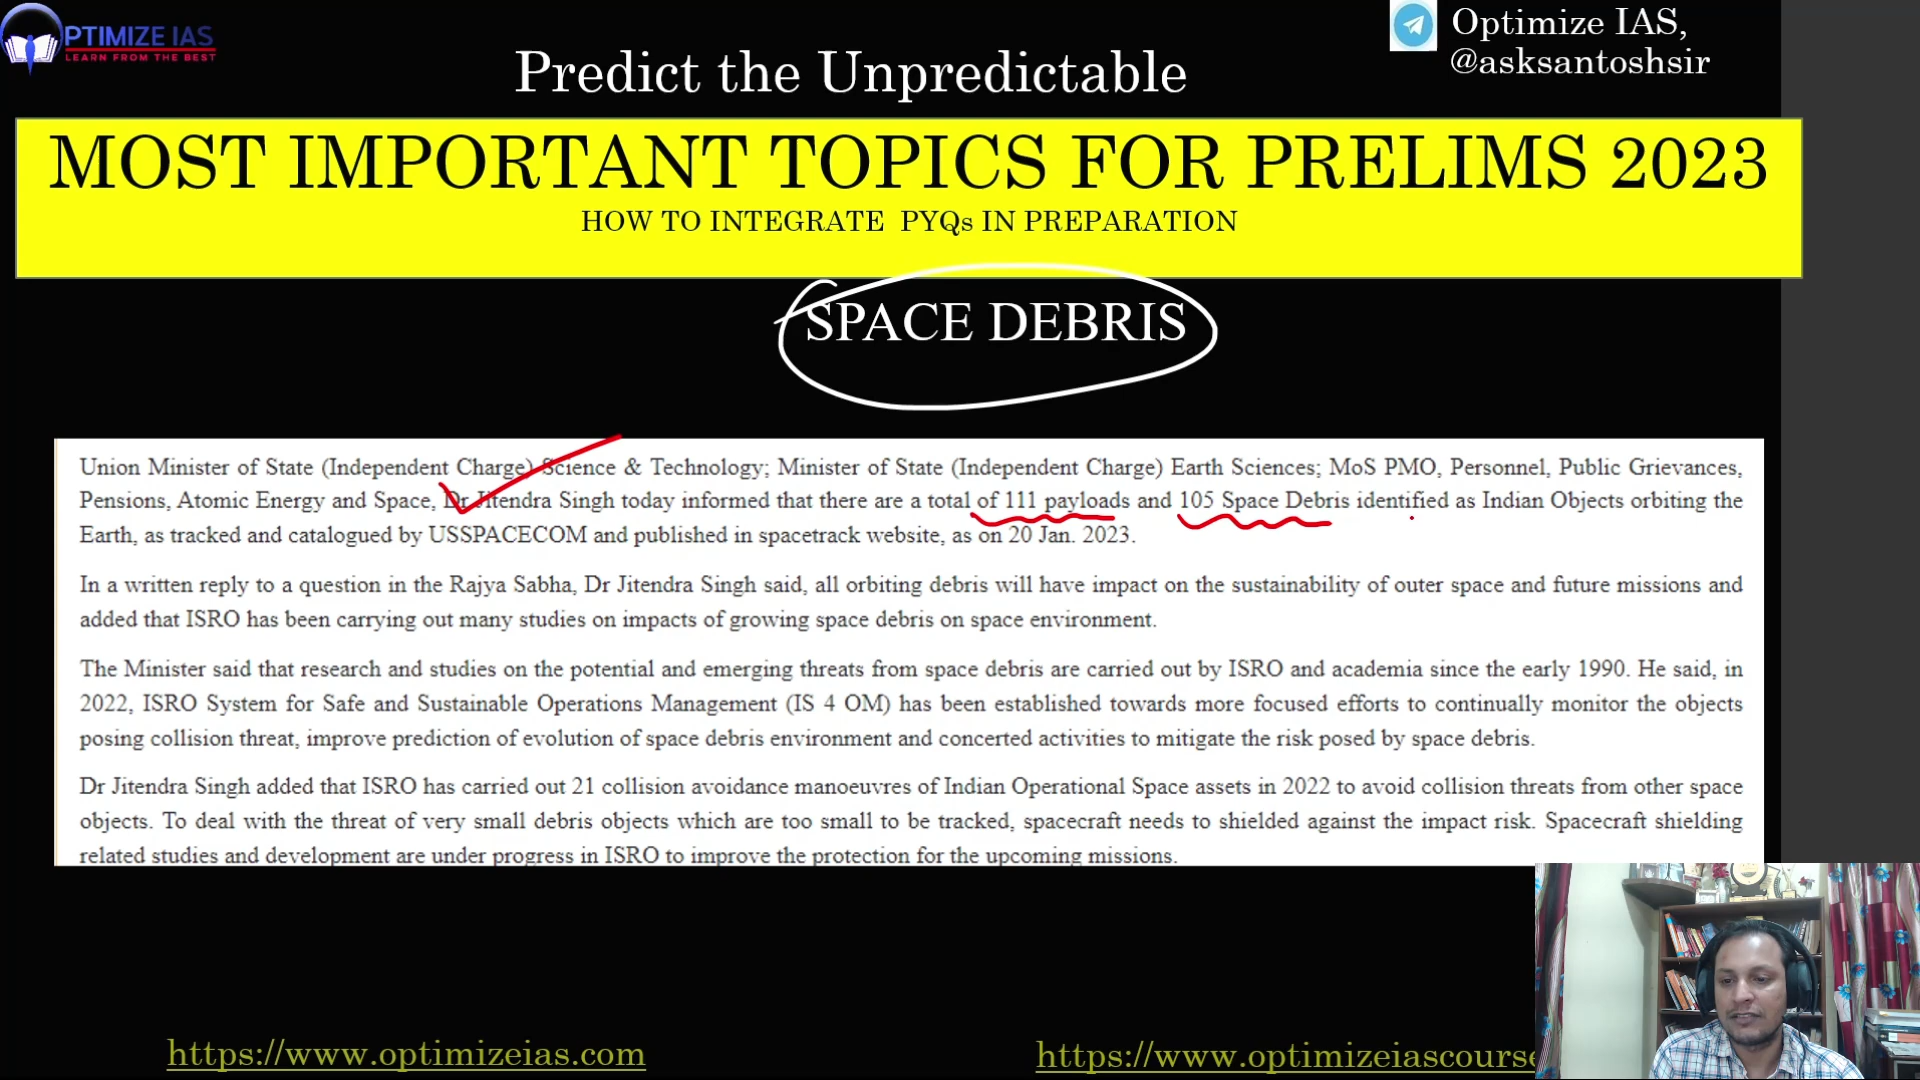 PTIMIZE IAS
LEARN FROM THE BEST
Optimize IAS,
@asksantoshsir
Predict the Unpredictable
MOST IMPORTANT TOPICS FOR PRELIMS 2023
HOW TO INTEGRATE PYQs IN PREPARATION
SPACE DEBRIS
Union Minister of State (Independent Charge) Science & Technology; Minister of State (Independent Charge) Earth Sciences; MoS PMO, Personnel, Public Grievances,
Pensions, Atomic Energy and Space, Dr Jitendra Singh today informed that there are a total of 111 payloads and 105 Space Debris identified as Indian Objects orbiting the
Earth, as tracked and catalogued by USSPACECOM and published in spacetrack website, as on 20 Jan. 2023.
In a written reply to a question in the Rajya Sabha, Dr Jitendra Singh said, all orbiting debris will have impact on the sustainability of outer space and future missions and
added that ISRO has been carrying out many studies on impacts of growing space debris on space environment.
The Minister said that research and studies on the potential and emerging threats from space debris are carried out by ISRO and academia since the early 1990. He said, in
2022, ISRO System for Safe and Sustainable Operations Management (IS 4 OM) has been established towards more focused efforts to continually monitor the objects
posing collision threat, improve prediction of evolution of space debris environment and concerted activities to mitigate the risk posed by space debris.
Dr Jitendra Singh added that ISRO has carried out 21 collision avoidance manoeuvres of Indian Operational Space assets in 2022 to avoid collision threats from other space
objects. To deal with the threat of very small debris objects which are too small to be tracked, spacecraft needs to shielded against the impact risk. Spacecraft shielding
related studies and development are under progress in ISRO to improve the protection for the upcoming missions.
https://www.optimizeias.com
https://www.optimizeiascourse